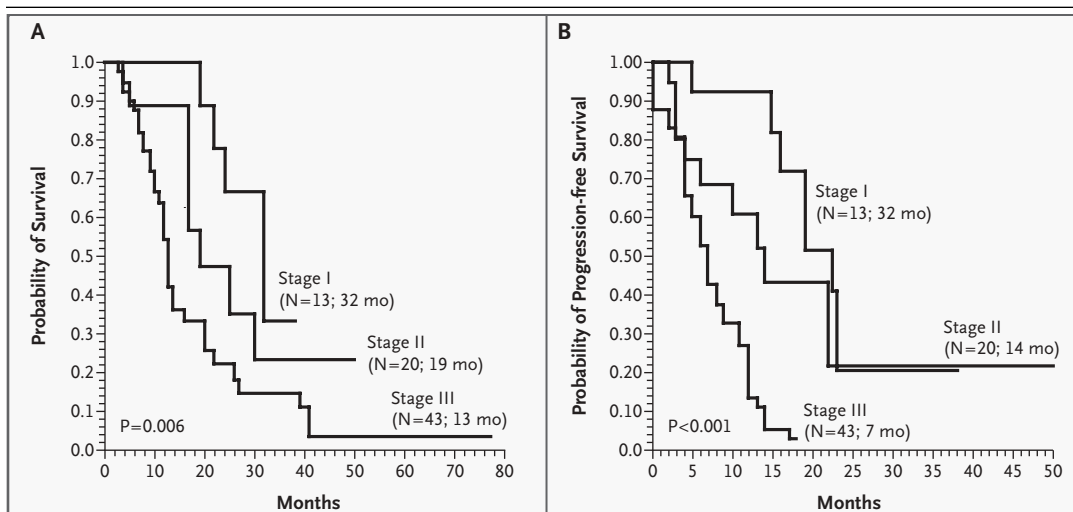 A
Probability of Survival
1.0
0.9
0.8
0.7
0.6
0.5
0.4
0.3
0.2
0.1
0.0
0 10 20 30 40 50 60 70 80
Months
Stage I
(N=13; 32 mo)
Stage II
(N=20; 19 mo)
Stage III
(N=43; 13 mo)
P=0.006
B
Probability of Progression-free Survival
1.00
0.90
0.80
0.70
0.60
0.50
0.40
0.30
0.20
0.10
0.0
0 5 10 15 20 25 30 35 40 45 50
Months
Stage I
(N=13; 32 mo)
Stage II
(N=20; 14 mo)
Stage III
(N=43; 7 mo)
P<0.001